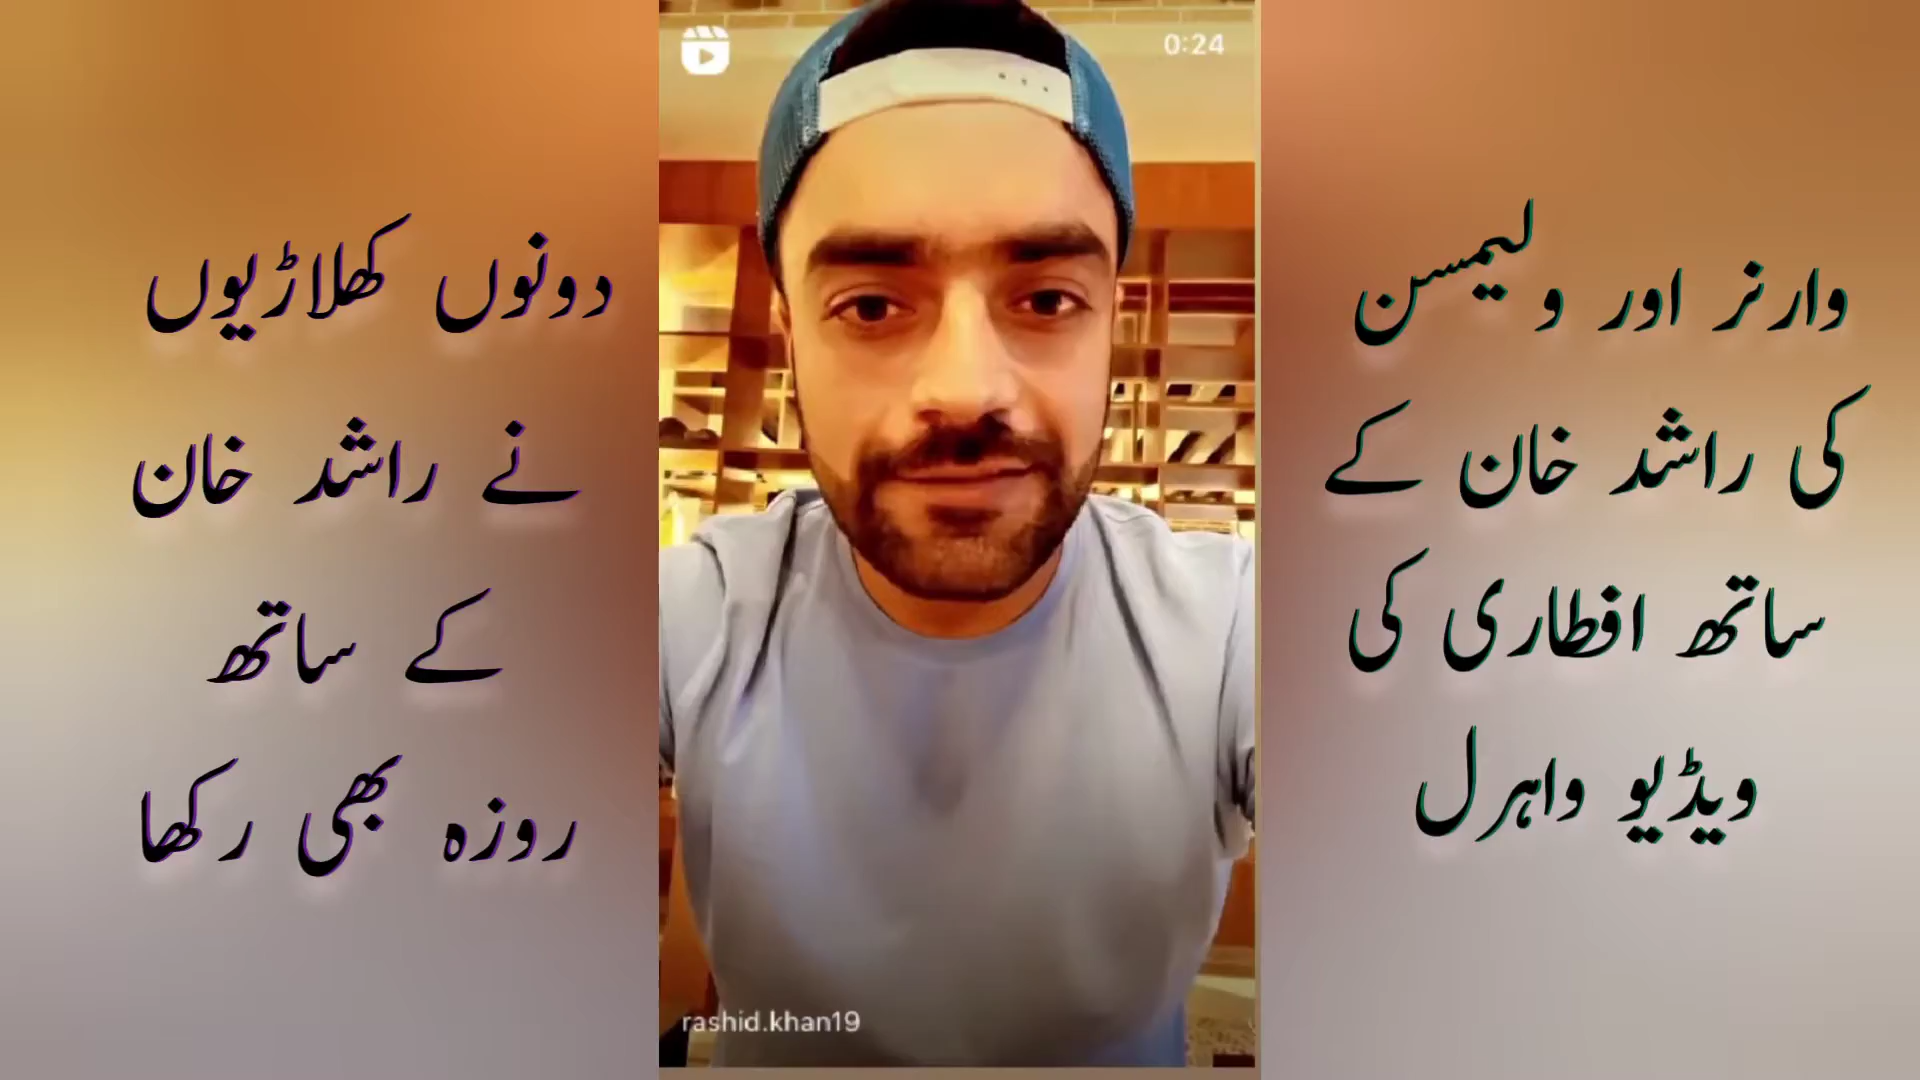 وارنر اور ولیمسن
کی راشد خان کے
ساتھ افطاری کی
ویڈیو واہرل
دونوں کھلاڑیوں
نے راشد خان
کے ساتھ
روزہ بھی رکھا
0:24
rashid.khan19